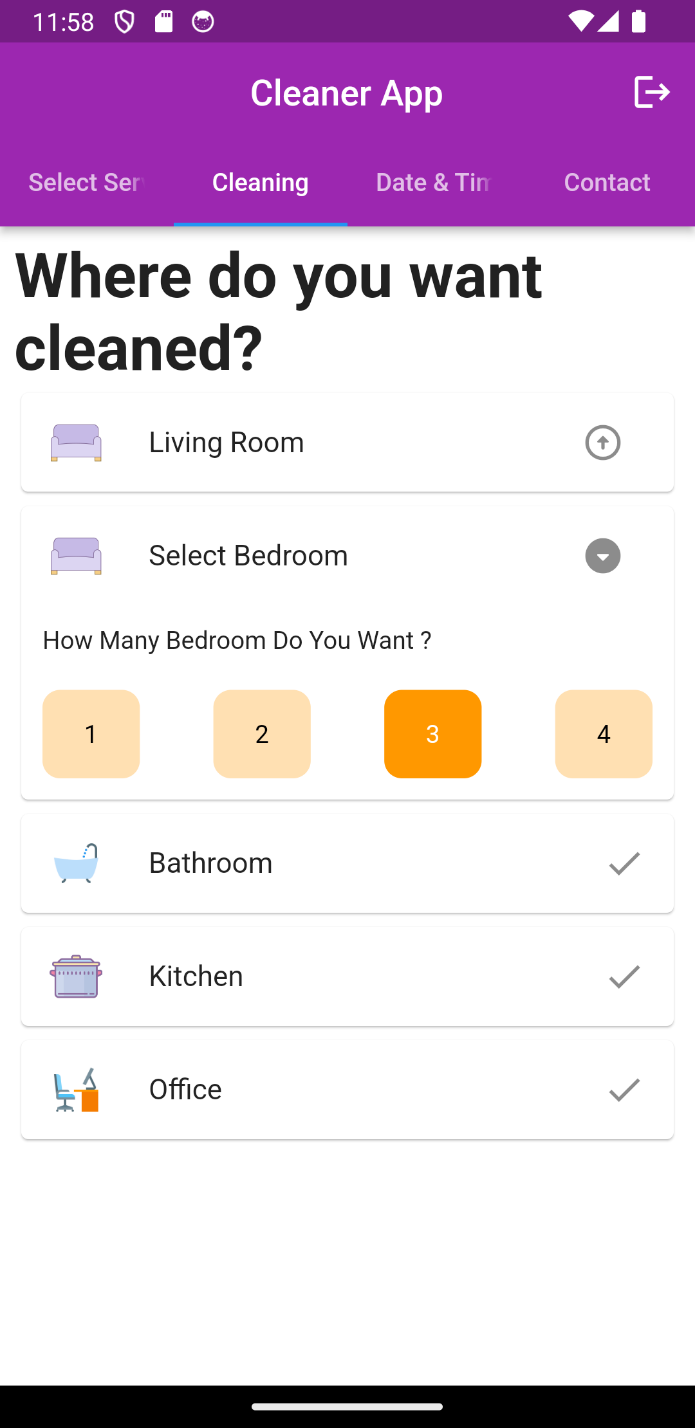 11:58
Cleaner App
Select Ser
Cleaning
Date & Tim
Contact
Where do you want
cleaned?
Living Room
Select Bedroom
How Many Bedroom Do You Want ?
1
2
3
4
Bathroom
Kitchen
Office